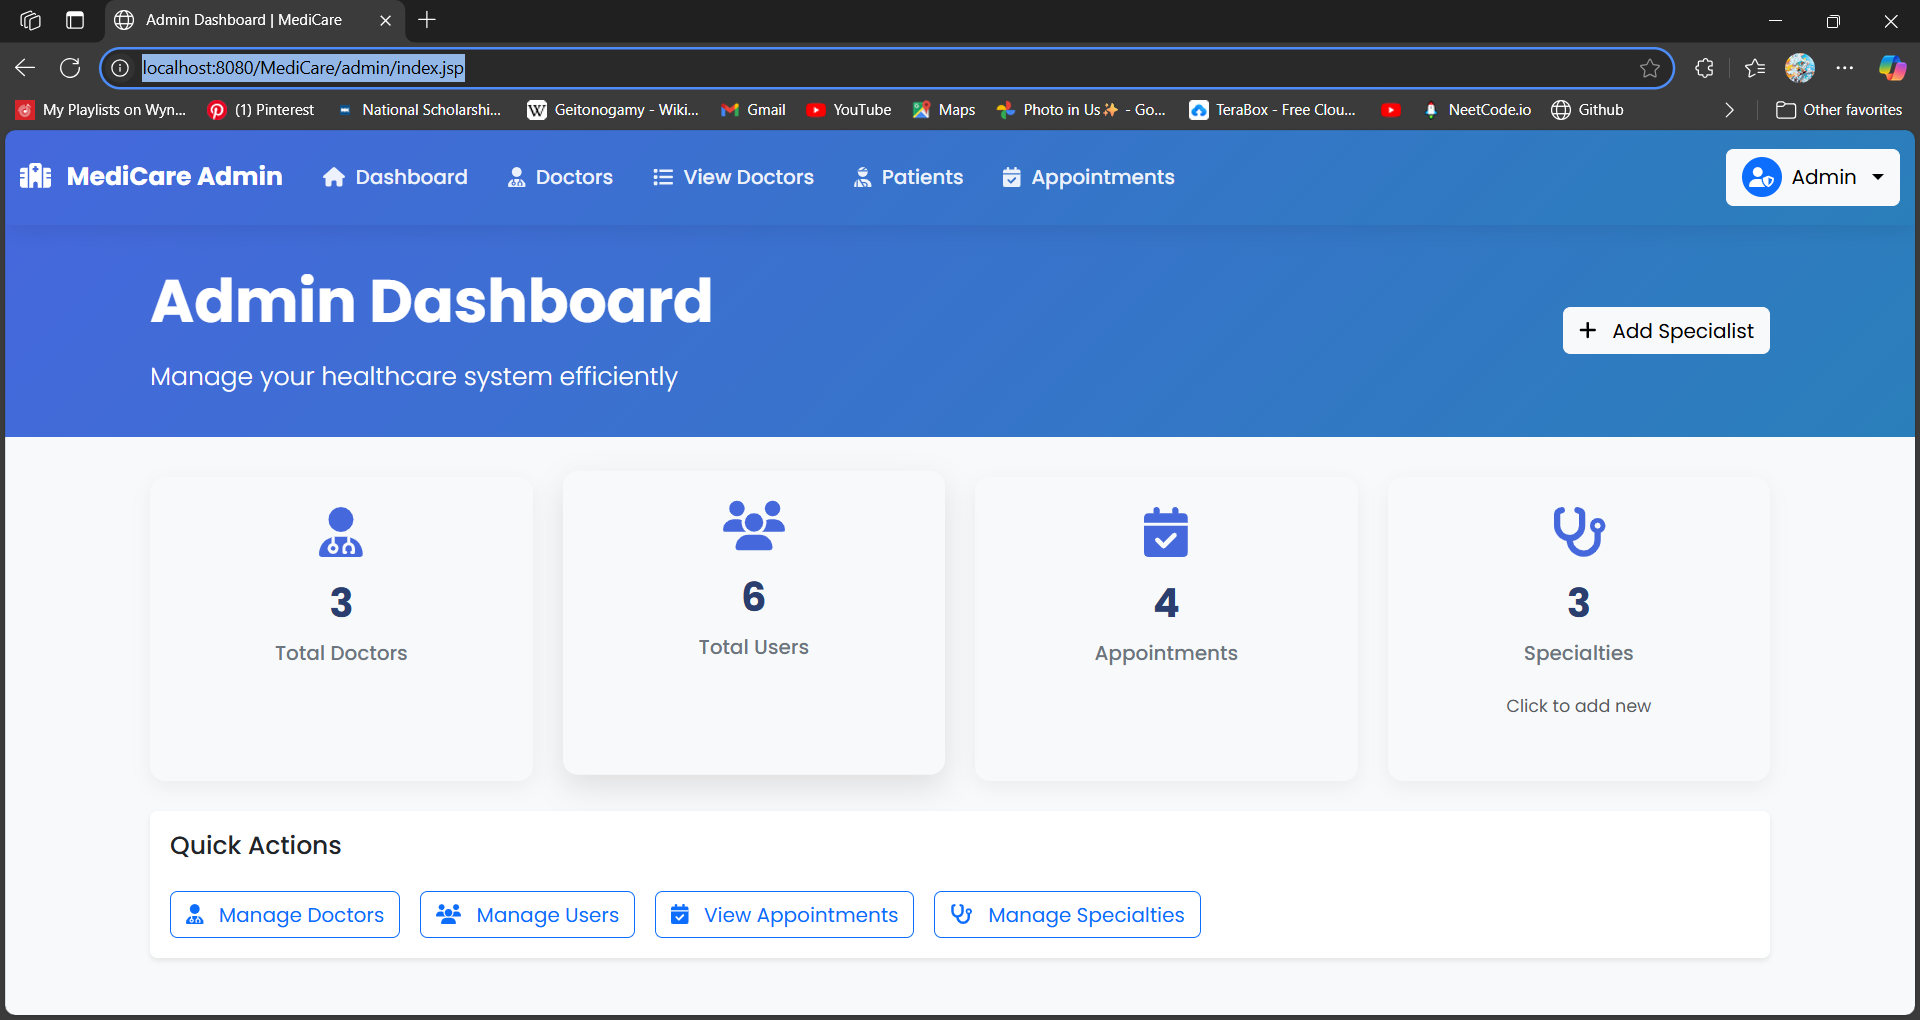 Admin Dashboard | MediCare
localhost:8080/MediCare/admin/index.jsp
My Playlists on Wyn... (1) Pinterest National Scholarshi... Geitonogamy - Wiki... Gmail YouTube Maps Photo in Us✨ - Go... TeraBox - Free Clou... NeetCode.io Github Other favorites
MediCare Admin Dashboard Doctors View Doctors Patients Appointments Admin
Admin Dashboard
Manage your healthcare system efficiently
+ Add Specialist
3
Total Doctors
6
Total Users
4
Appointments
3
Specialties
Click to add new
Quick Actions
Manage Doctors Manage Users View Appointments Manage Specialties